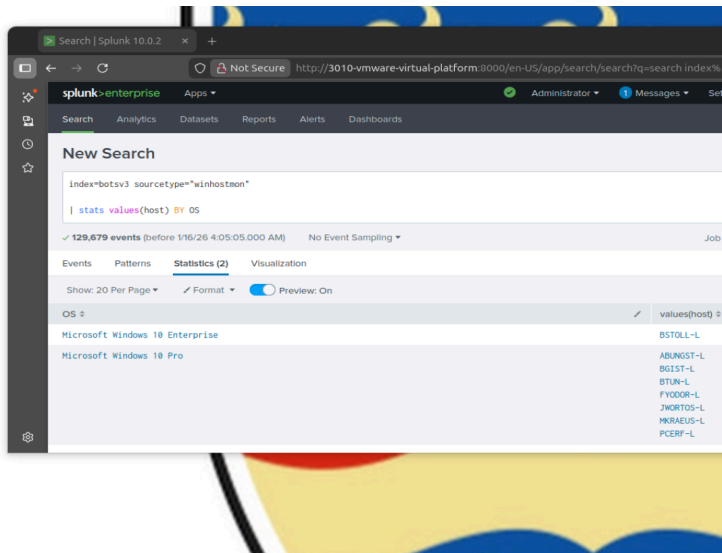 Search | Splunk 10.0.2
Not Secure http://3010-vmware-virtual-platform:8000/en-US/app/search/search?q=search index%
splunk>enterprise Apps Administrator 1 Messages Set
Search Analytics Datasets Reports Alerts Dashboards
New Search
index=botsv3 sourcetype="winhostmon"
| stats values(host) BY OS
129,679 events (before 1/16/26 4:05:05.000 AM) No Event Sampling Job
Events Patterns Statistics (2) Visualization
Show: 20 Per Page Format Preview: On
OS values(host)
Microsoft Windows 10 Enterprise BSTOLL-L
Microsoft Windows 10 Pro ABUNGST-L
BGIST-L
BTUN-L
FYODOR-L
JWORTOS-L
MKRAEUS-L
PCERF-L